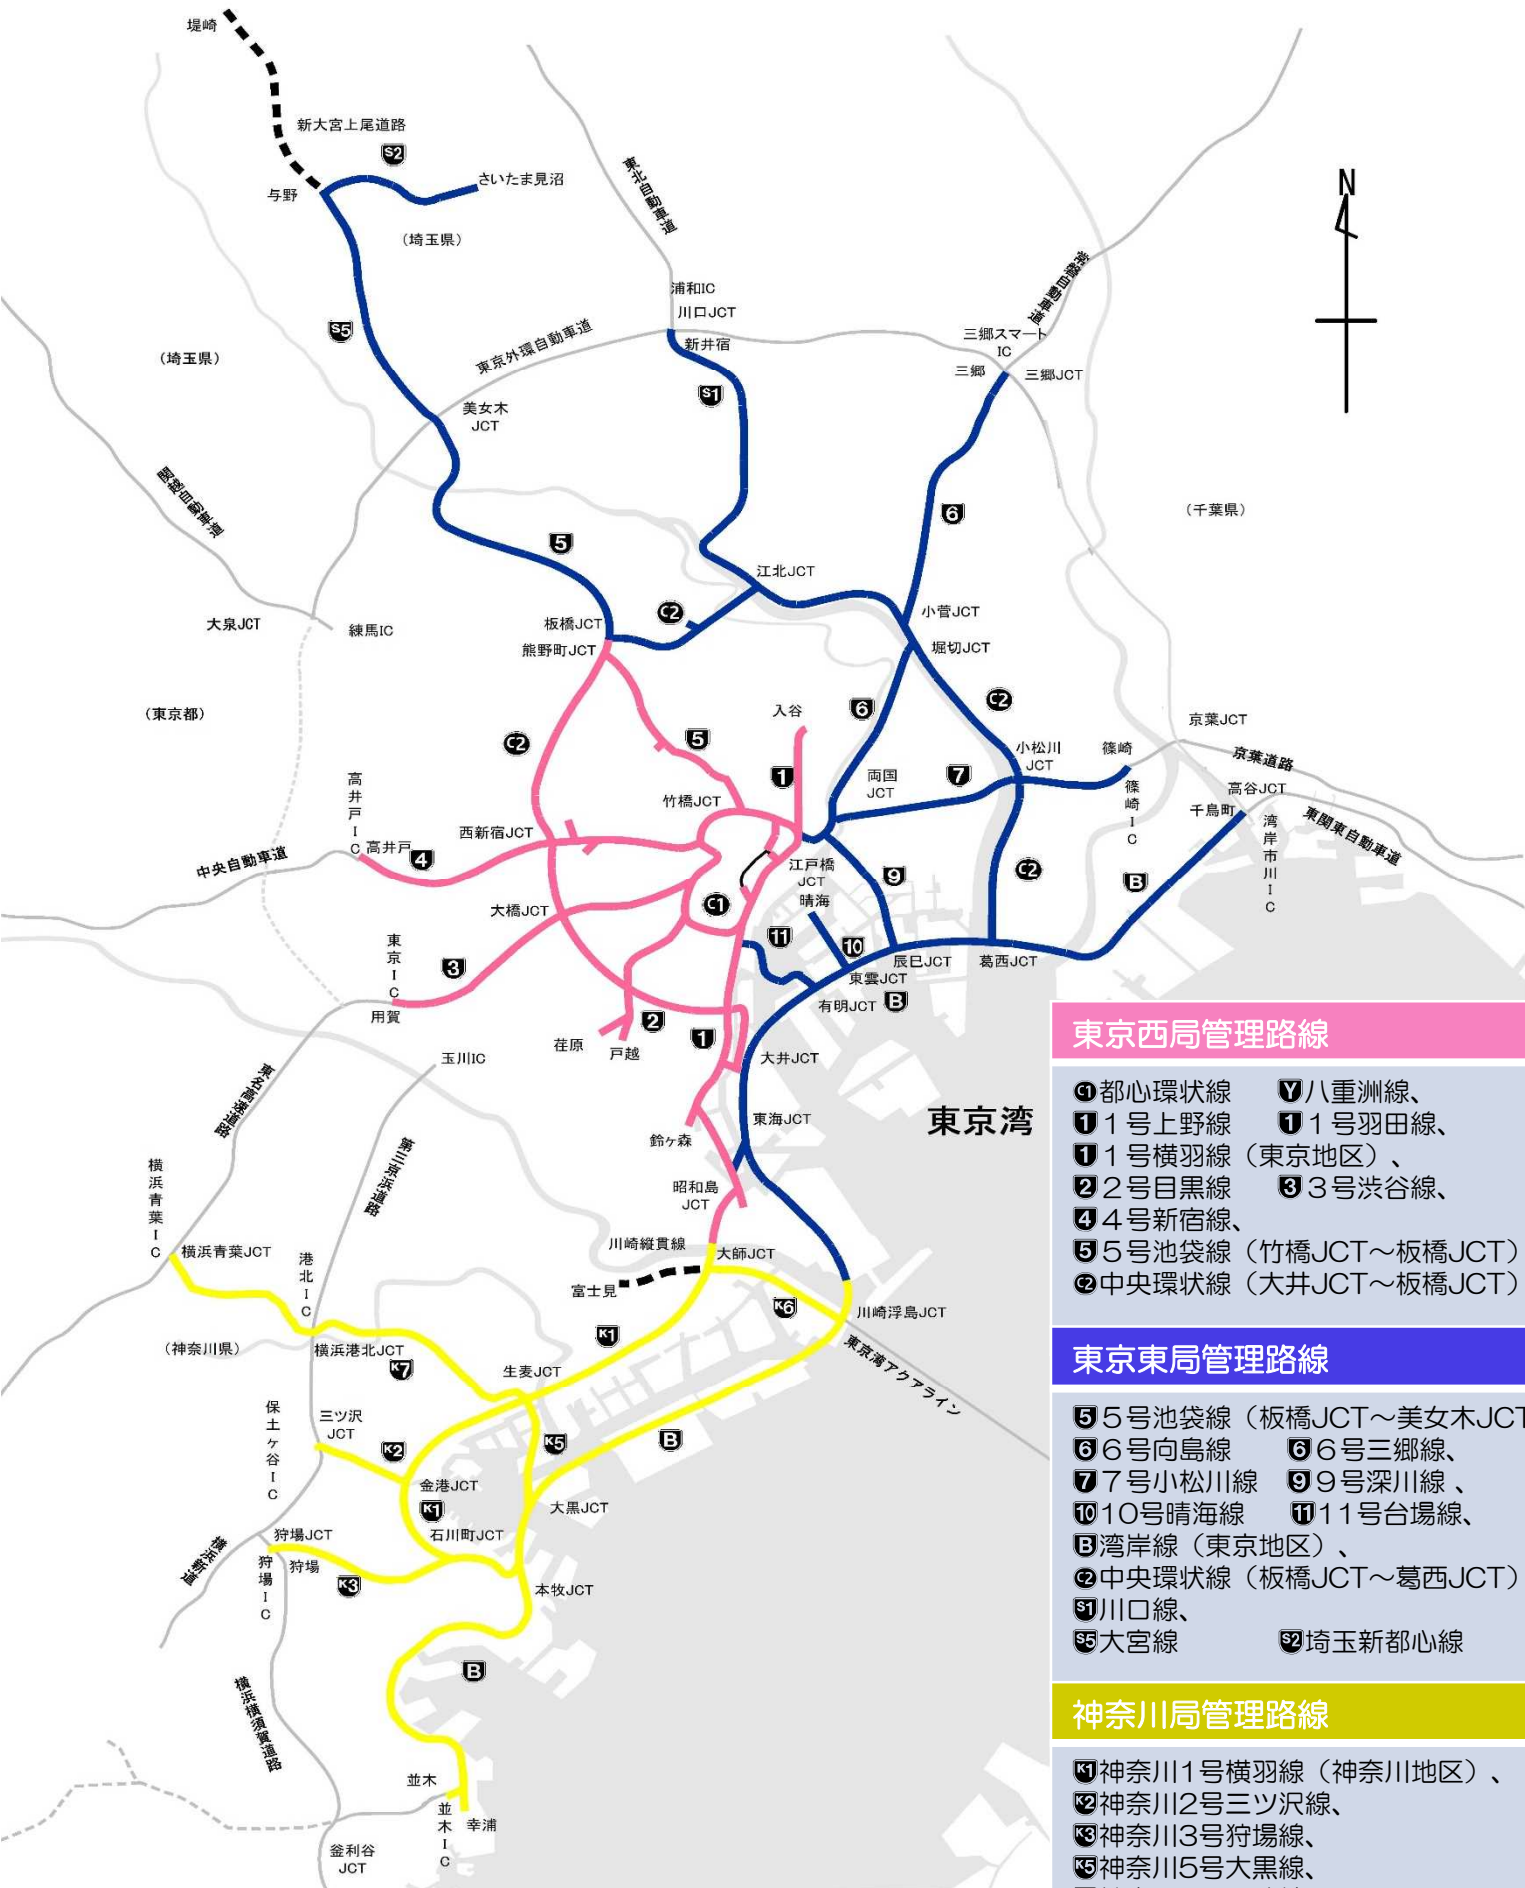 堤崎
新大宮上尾道路
S2
さいたま見沼
与野
（埼玉県）
東北自動車道
N
浦和IC
川口JCT
常磐自動車道
S5
（埼玉県）
東京外環自動車道
新井宿
三郷スマート
IC
三郷
三郷JCT
S1
美女木
JCT
関越自動車道
6
（千葉県）
5
江北JCT
C2
小菅JCT
大泉JCT
練馬IC
板橋JCT
熊野町JCT
堀切JCT
（東京都）
C2
5
入谷
6
C2
京葉JCT
京葉道路
小松川
JCT
篠崎
篠崎IC
高谷JCT
千鳥町
湾岸市川IC
東関東自動車道
1
両国
JCT
7
高井戸IC
高井戸
4
中央自動車道
西新宿JCT
竹橋JCT
江戸橋
JCT
晴海
9
C2
B
C1
大橋JCT
11
10
辰巳JCT
葛西JCT
東雲JCT
有明JCT
B
東京IC
3
用賀
2
荏原
戸越
1
大井JCT
玉川IC
東名高速道路
東海JCT
東京湾
鈴ヶ森
第三京浜道路
横浜青葉IC
昭和島
JCT
川崎縦貫線
大師JCT
横浜青葉JCT
港北IC
富士見
K6
川崎浮島JCT
K1
（神奈川県）
横浜港北JCT
K7
東京湾アクアライン
生麦JCT
保土ヶ谷IC
三ツ沢
JCT
K2
K5
B
金港JCT
K1
大黒JCT
石川町JCT
狩場JCT
狩場
狩場IC
横浜新道
K3
本牧JCT
B
横浜横須賀道路
並木
並木IC
幸浦
釜利谷
JCT
東京西局管理路線
C1都心環状線 Y八重洲線、
1１号上野線 1１号羽田線、
1１号横羽線（東京地区）、
2２号目黒線 3３号渋谷線、
4４号新宿線、
5５号池袋線（竹橋JCT～板橋JCT）
C2中央環状線（大井JCT～板橋JCT）
東京東局管理路線
5５号池袋線（板橋JCT～美女木JCT
6６号向島線 6６号三郷線、
7７号小松川線 9９号深川線 、
1010号晴海線 1111号台場線、
B湾岸線（東京地区）、
C2中央環状線（板橋JCT～葛西JCT）
S1川口線、
S5大宮線 S2埼玉新都心線
神奈川局管理路線
K1神奈川1号横羽線（神奈川地区）、
K2神奈川2号三ツ沢線、
K3神奈川3号狩場線、
K5神奈川5号大黒線、